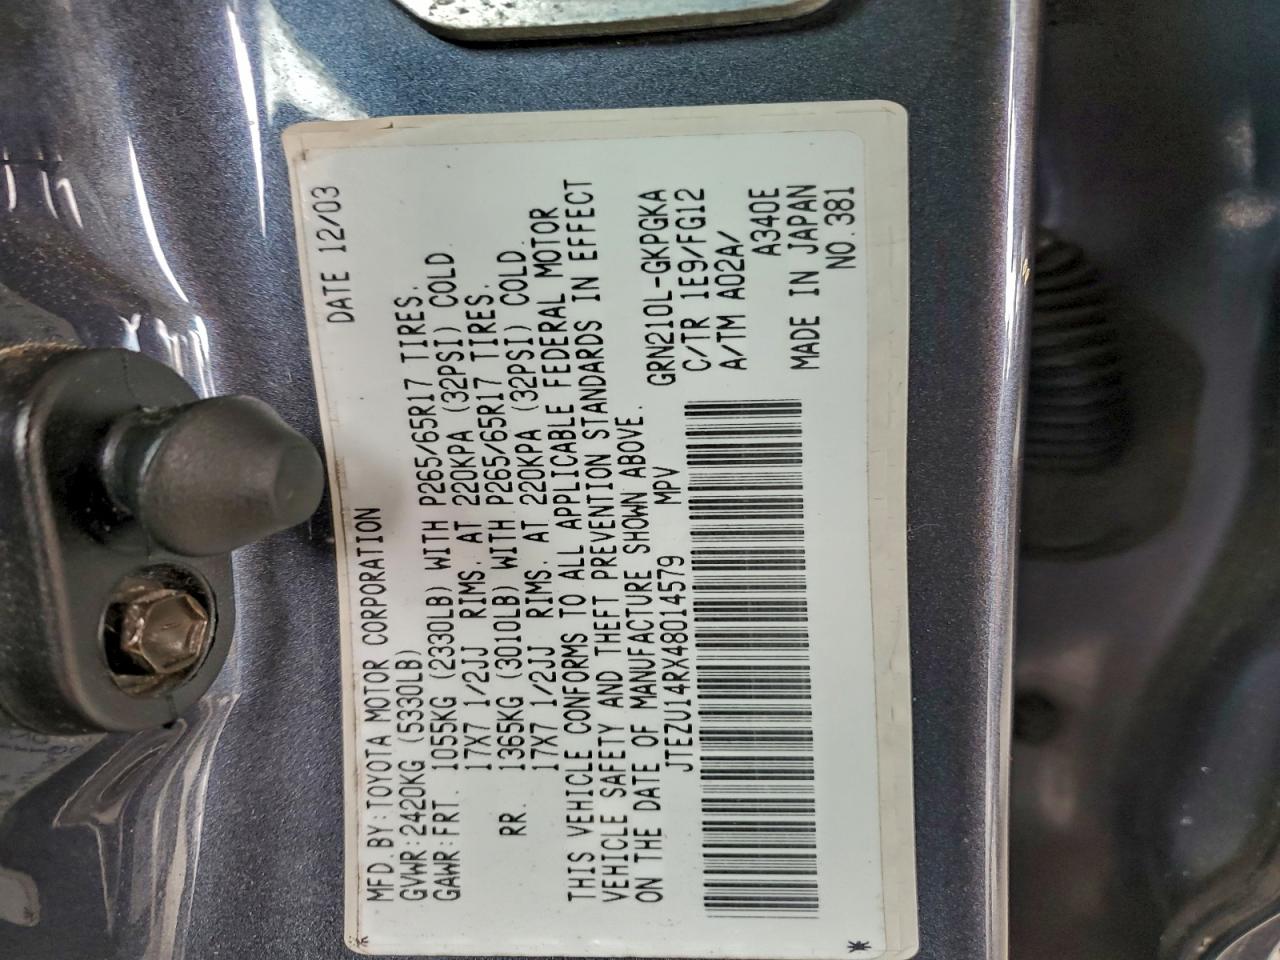 MFD.BY:TOYOTA MOTOR CORPORATION DATE 12/03
GVWR:2420KG (5330LB)
GAWR:FRT. 1055KG (2330LB) WITH P265/65R17 TIRES.
17X7 1/2JJ RIMS. AT 220KPA (32PSI) COLD
RR. 1365KG (3010LB) WITH P265/65R17 TIRES.
17X7 1/2JJ RIMS. AT 220KPA (32PSI) COLD.
THIS VEHICLE CONFORMS TO ALL APPLICABLE FEDERAL MOTOR
VEHICLE SAFETY AND THEFT PREVENTION STANDARDS IN EFFECT
ON THE DATE OF MANUFACTURE SHOWN ABOVE.
JTEZU14RX48014579 MPV
GRN210L-GKPGKA
C/TR 1E9/FG12
A/TM A02A/
A340E
MADE IN JAPAN
NO.381